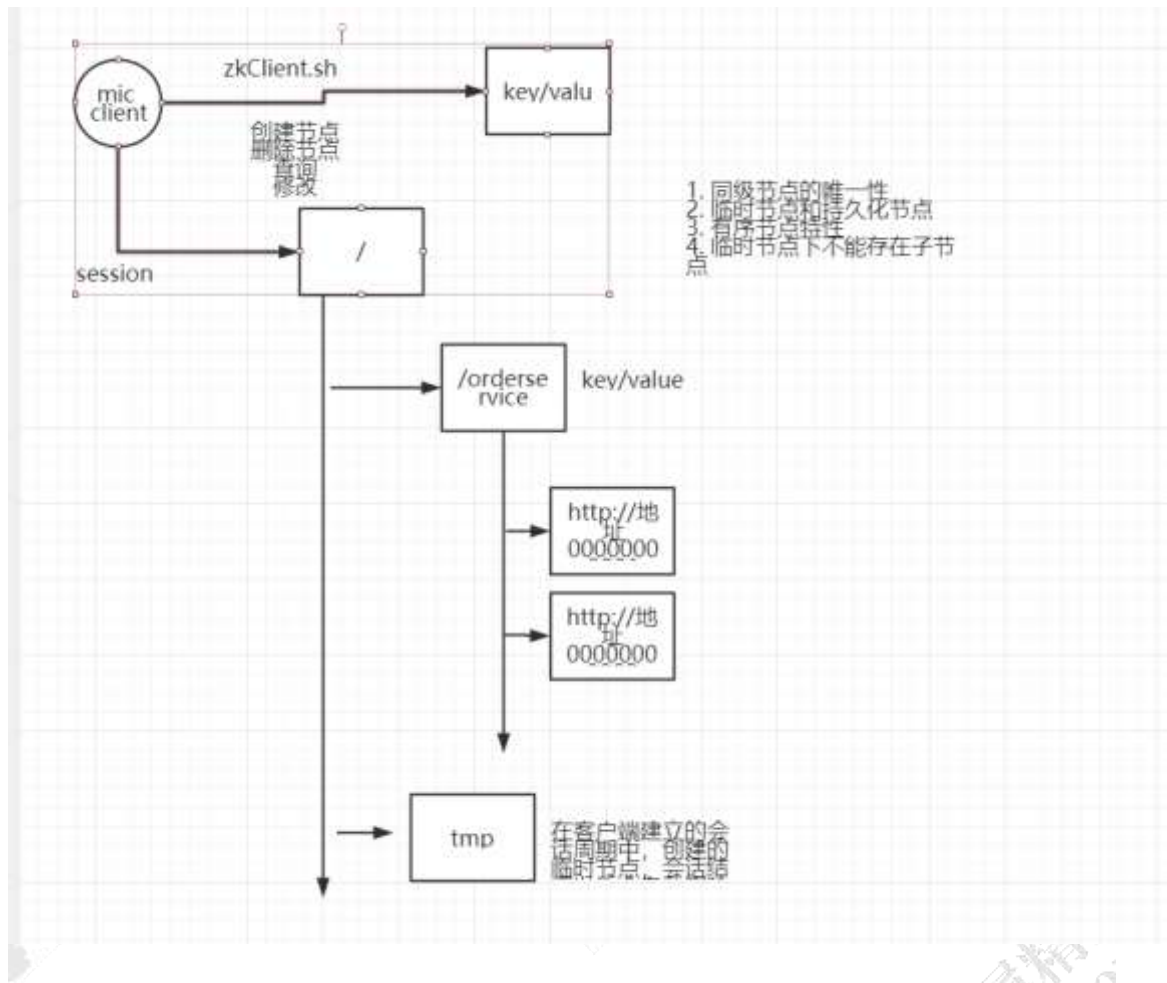 zkClient.sh
mic
client
key/valu
创建节点
删除节点
查询
修改
1. 同级节点的唯一性
2. 临时节点和持久化节点
3. 有序节点特性
4. 临时节点下不能存在子节
点
/
session
/orderse
rvice
key/value
http://地
址
0000000
http://地
址
0000000
tmp
在客户端建立的会
话周期中，创建的
临时节点，会话